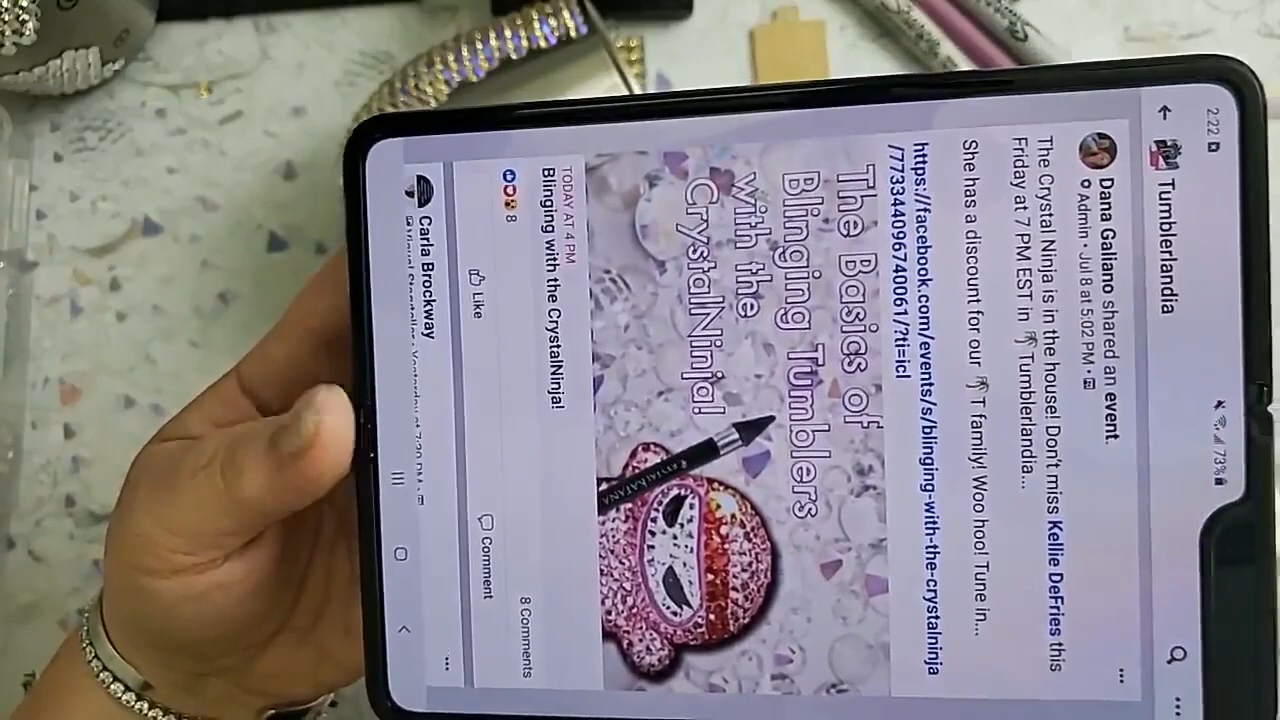 2:22
73%
Tumblerlandia
Dana Galiano shared an event.
Admin • Jul 8 at 5:02 PM •
The Crystal Ninja is in the house! Don't miss Kellie DeFries this
Friday at 7 PM EST in 🌴Tumblerlandia...
She has a discount for our 🌴T family! Woo hoo! Tune in...
https://facebook.com/events/s/blinging-with-the-crystalninja
/777334409674006​1/?ti=icl
The Basics of
Blinging Tumblers
with the
CrystalNinja!
TODAY AT 4 PM
Blinging with the CrystalNinja!
8
8 Comments
Like
Comment
Carla Brockway